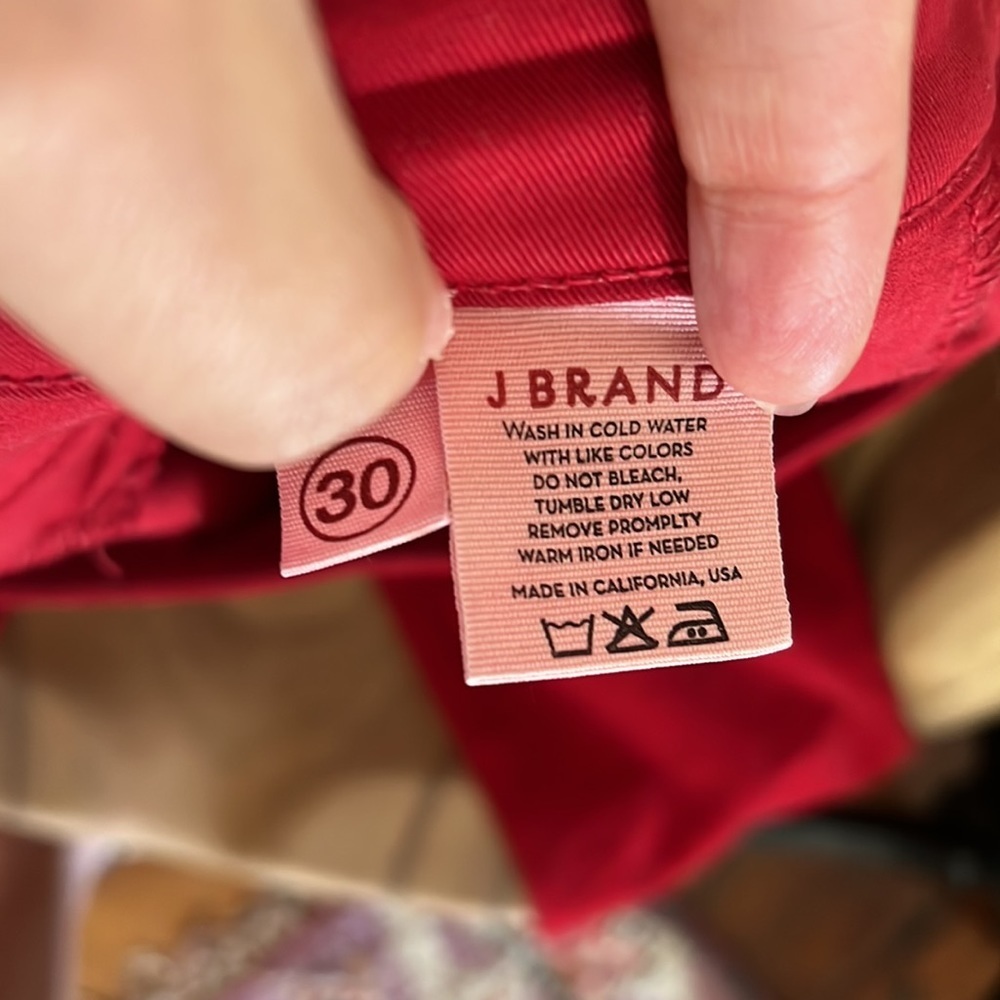 J BRAND
WASH IN COLD WATER
WITH LIKE COLORS
DO NOT BLEACH,
TUMBLE DRY LOW
REMOVE PROMPLTY
WARM IRON IF NEEDED
MADE IN CALIFORNIA, USA
30